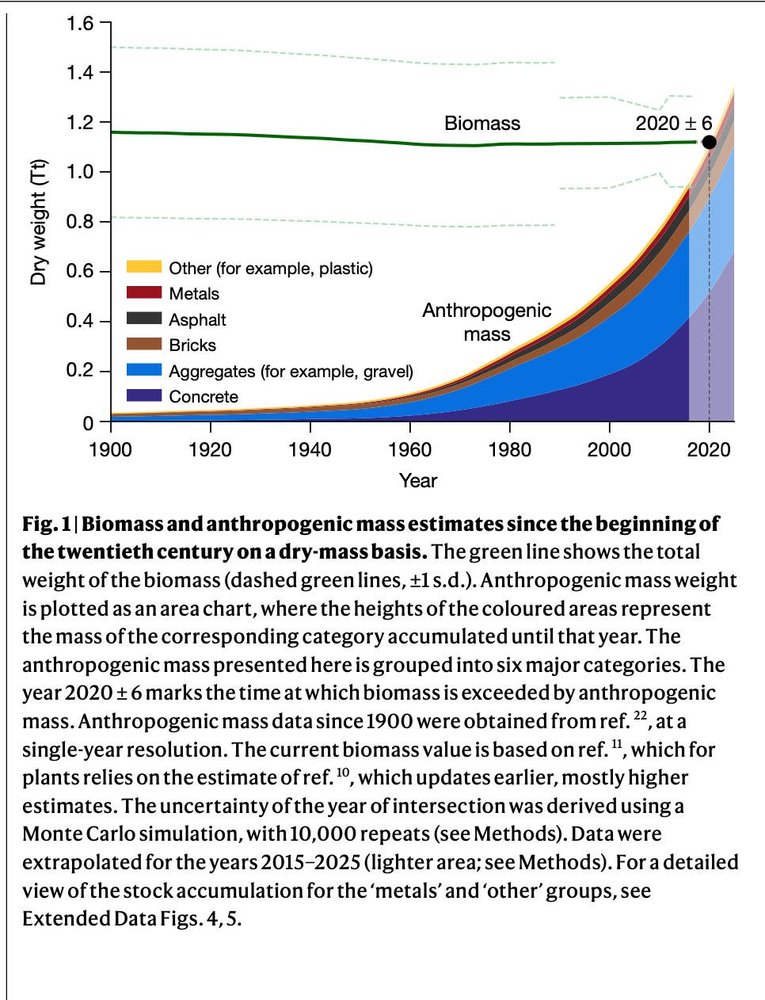 1.6
1.4
1.2
1.0
0.8
0.6
0.4
0.2
0
Dry weight (Tt)
Biomass
2020 ± 6
Anthropogenic
mass
Other (for example, plastic)
Metals
Asphalt
Bricks
Aggregates (for example, gravel)
Concrete
1900 1920 1940 1960 1980 2000 2020
Year
Fig. 1 | Biomass and anthropogenic mass estimates since the beginning of
the twentieth century on a dry-mass basis. The green line shows the total
weight of the biomass (dashed green lines, ±1 s.d.). Anthropogenic mass weight
is plotted as an area chart, where the heights of the coloured areas represent
the mass of the corresponding category accumulated until that year. The
anthropogenic mass presented here is grouped into six major categories. The
year 2020 ± 6 marks the time at which biomass is exceeded by anthropogenic
mass. Anthropogenic mass data since 1900 were obtained from ref. 22, at a
single-year resolution. The current biomass value is based on ref. 11, which for
plants relies on the estimate of ref. 10, which updates earlier, mostly higher
estimates. The uncertainty of the year of intersection was derived using a
Monte Carlo simulation, with 10,000 repeats (see Methods). Data were
extrapolated for the years 2015–2025 (lighter area; see Methods). For a detailed
view of the stock accumulation for the ‘metals’ and ‘other’ groups, see
Extended Data Figs. 4, 5.